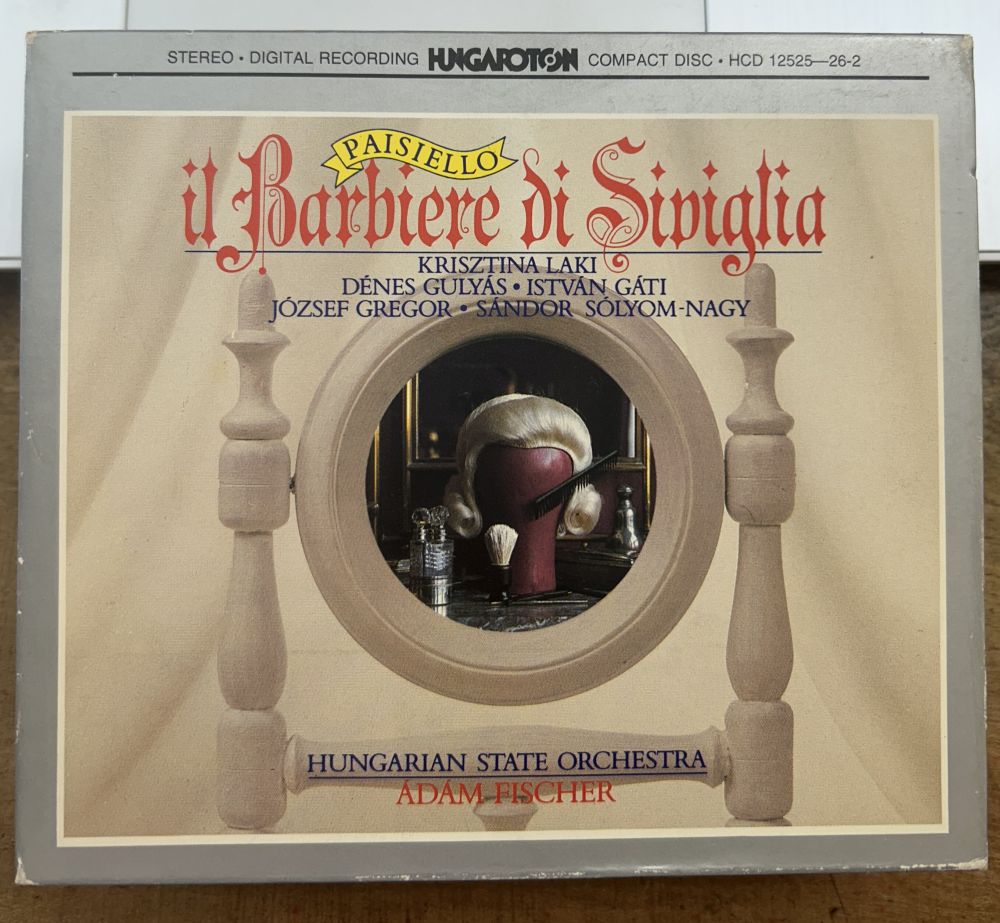 STEREO • DIGITAL RECORDING HUNGAROTON COMPACT DISC • HCD 12525—26-2
PAISIELLO
il Barbiere di Siviglia
KRISZTINA LAKI
DÉNES GULYÁS • ISTVÁN GÁTI
JÓZSEF GREGOR • SÁNDOR SÓLYOM-NAGY
HUNGARIAN STATE ORCHESTRA
ÁDÁM FISCHER